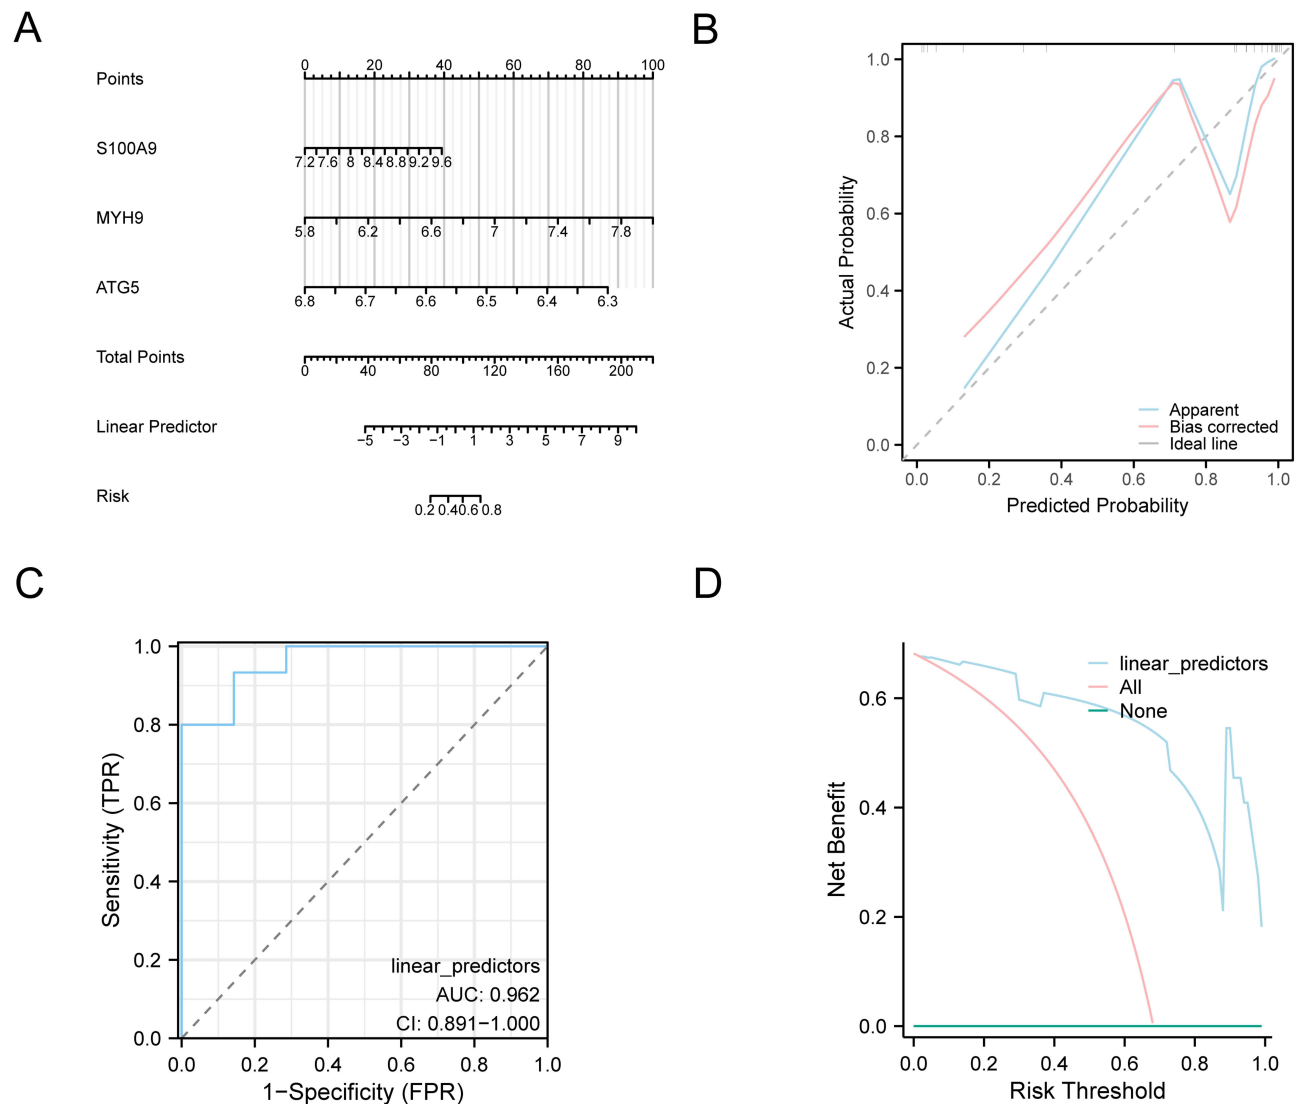 A
Points
0 20 40 60 80 100
S100A9
7.2 7.6 8 8.4 8.8 9.2 9.6
MYH9
5.8 6.2 6.6 7 7.4 7.8
ATG5
6.8 6.7 6.6 6.5 6.4 6.3
Total Points
0 40 80 120 160 200
Linear Predictor
−5 −3 −1 1 3 5 7 9
Risk
0.2 0.4 0.6 0.8
B
1.0
0.8
0.6
0.4
0.2
0.0
Actual Probability
Apparent
Bias corrected
Ideal line
0.0 0.2 0.4 0.6 0.8 1.0
Predicted Probability
C
1.0
0.8
0.6
0.4
0.2
0.0
Sensitivity (TPR)
linear_predictors
AUC: 0.962
CI: 0.891−1.000
0.0 0.2 0.4 0.6 0.8 1.0
1−Specificity (FPR)
D
linear_predictors
All
None
0.6
0.4
0.2
0.0
Net Benefit
0.0 0.2 0.4 0.6 0.8 1.0
Risk Threshold